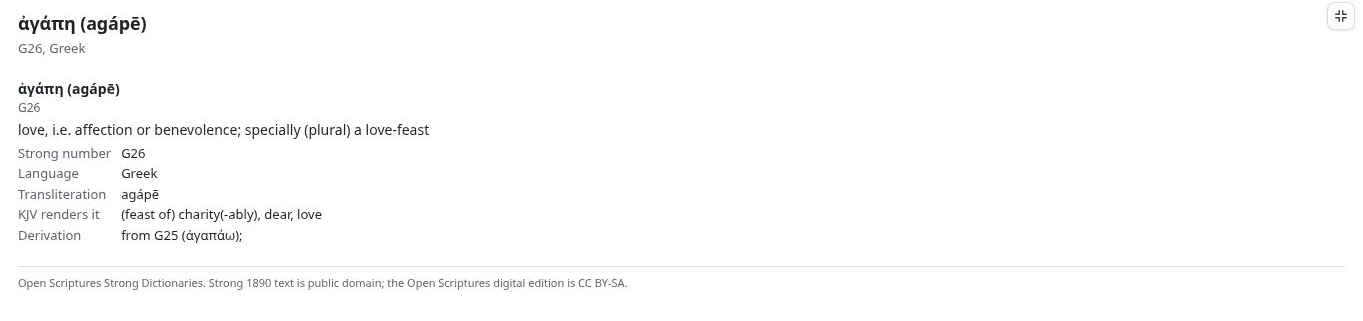 ἀγάπη (agápē)
G26, Greek
ἀγάπη (agápē)
G26
love, i.e. affection or benevolence; specially (plural) a love-feast
Strong number G26
Language Greek
Transliteration agápē
KJV renders it (feast of) charity(-ably), dear, love
Derivation from G25 (ἀγαπάω);
Open Scriptures Strong Dictionaries. Strong 1890 text is public domain; the Open Scriptures digital edition is CC BY-SA.